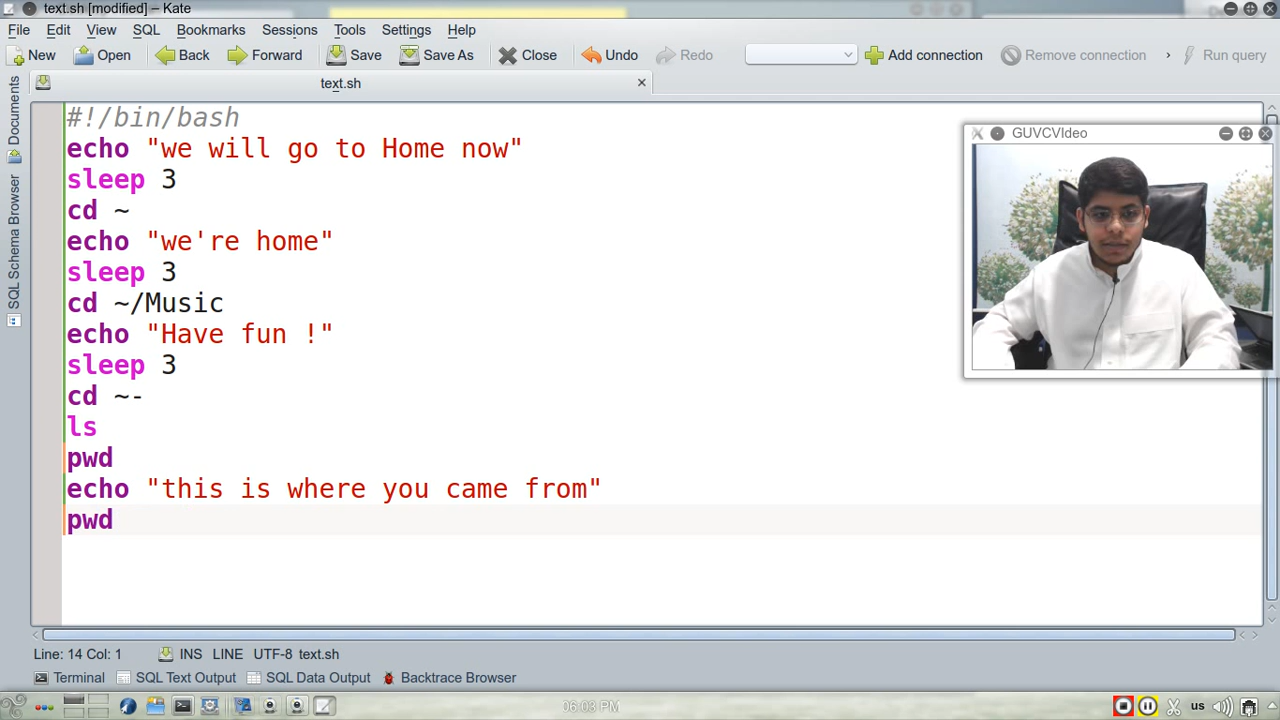 text.sh [modified] – Kate
File Edit View SQL Bookmarks Sessions Tools Settings Help
New Open Back Forward Save Save As Close Undo Redo Add connection Remove connection Run query
text.sh
Documents
SQL Schema Browser
#!/bin/bash
echo "we will go to Home now"
sleep 3
cd ~
echo "we're home"
sleep 3
cd ~/Music
echo "Have fun !"
sleep 3
cd ~-
ls
pwd
echo "this is where you came from"
pwd
GUVCVIdeo
Line: 14 Col: 1 INS LINE UTF-8 text.sh
Terminal SQL Text Output SQL Data Output Backtrace Browser
06:03 PM us